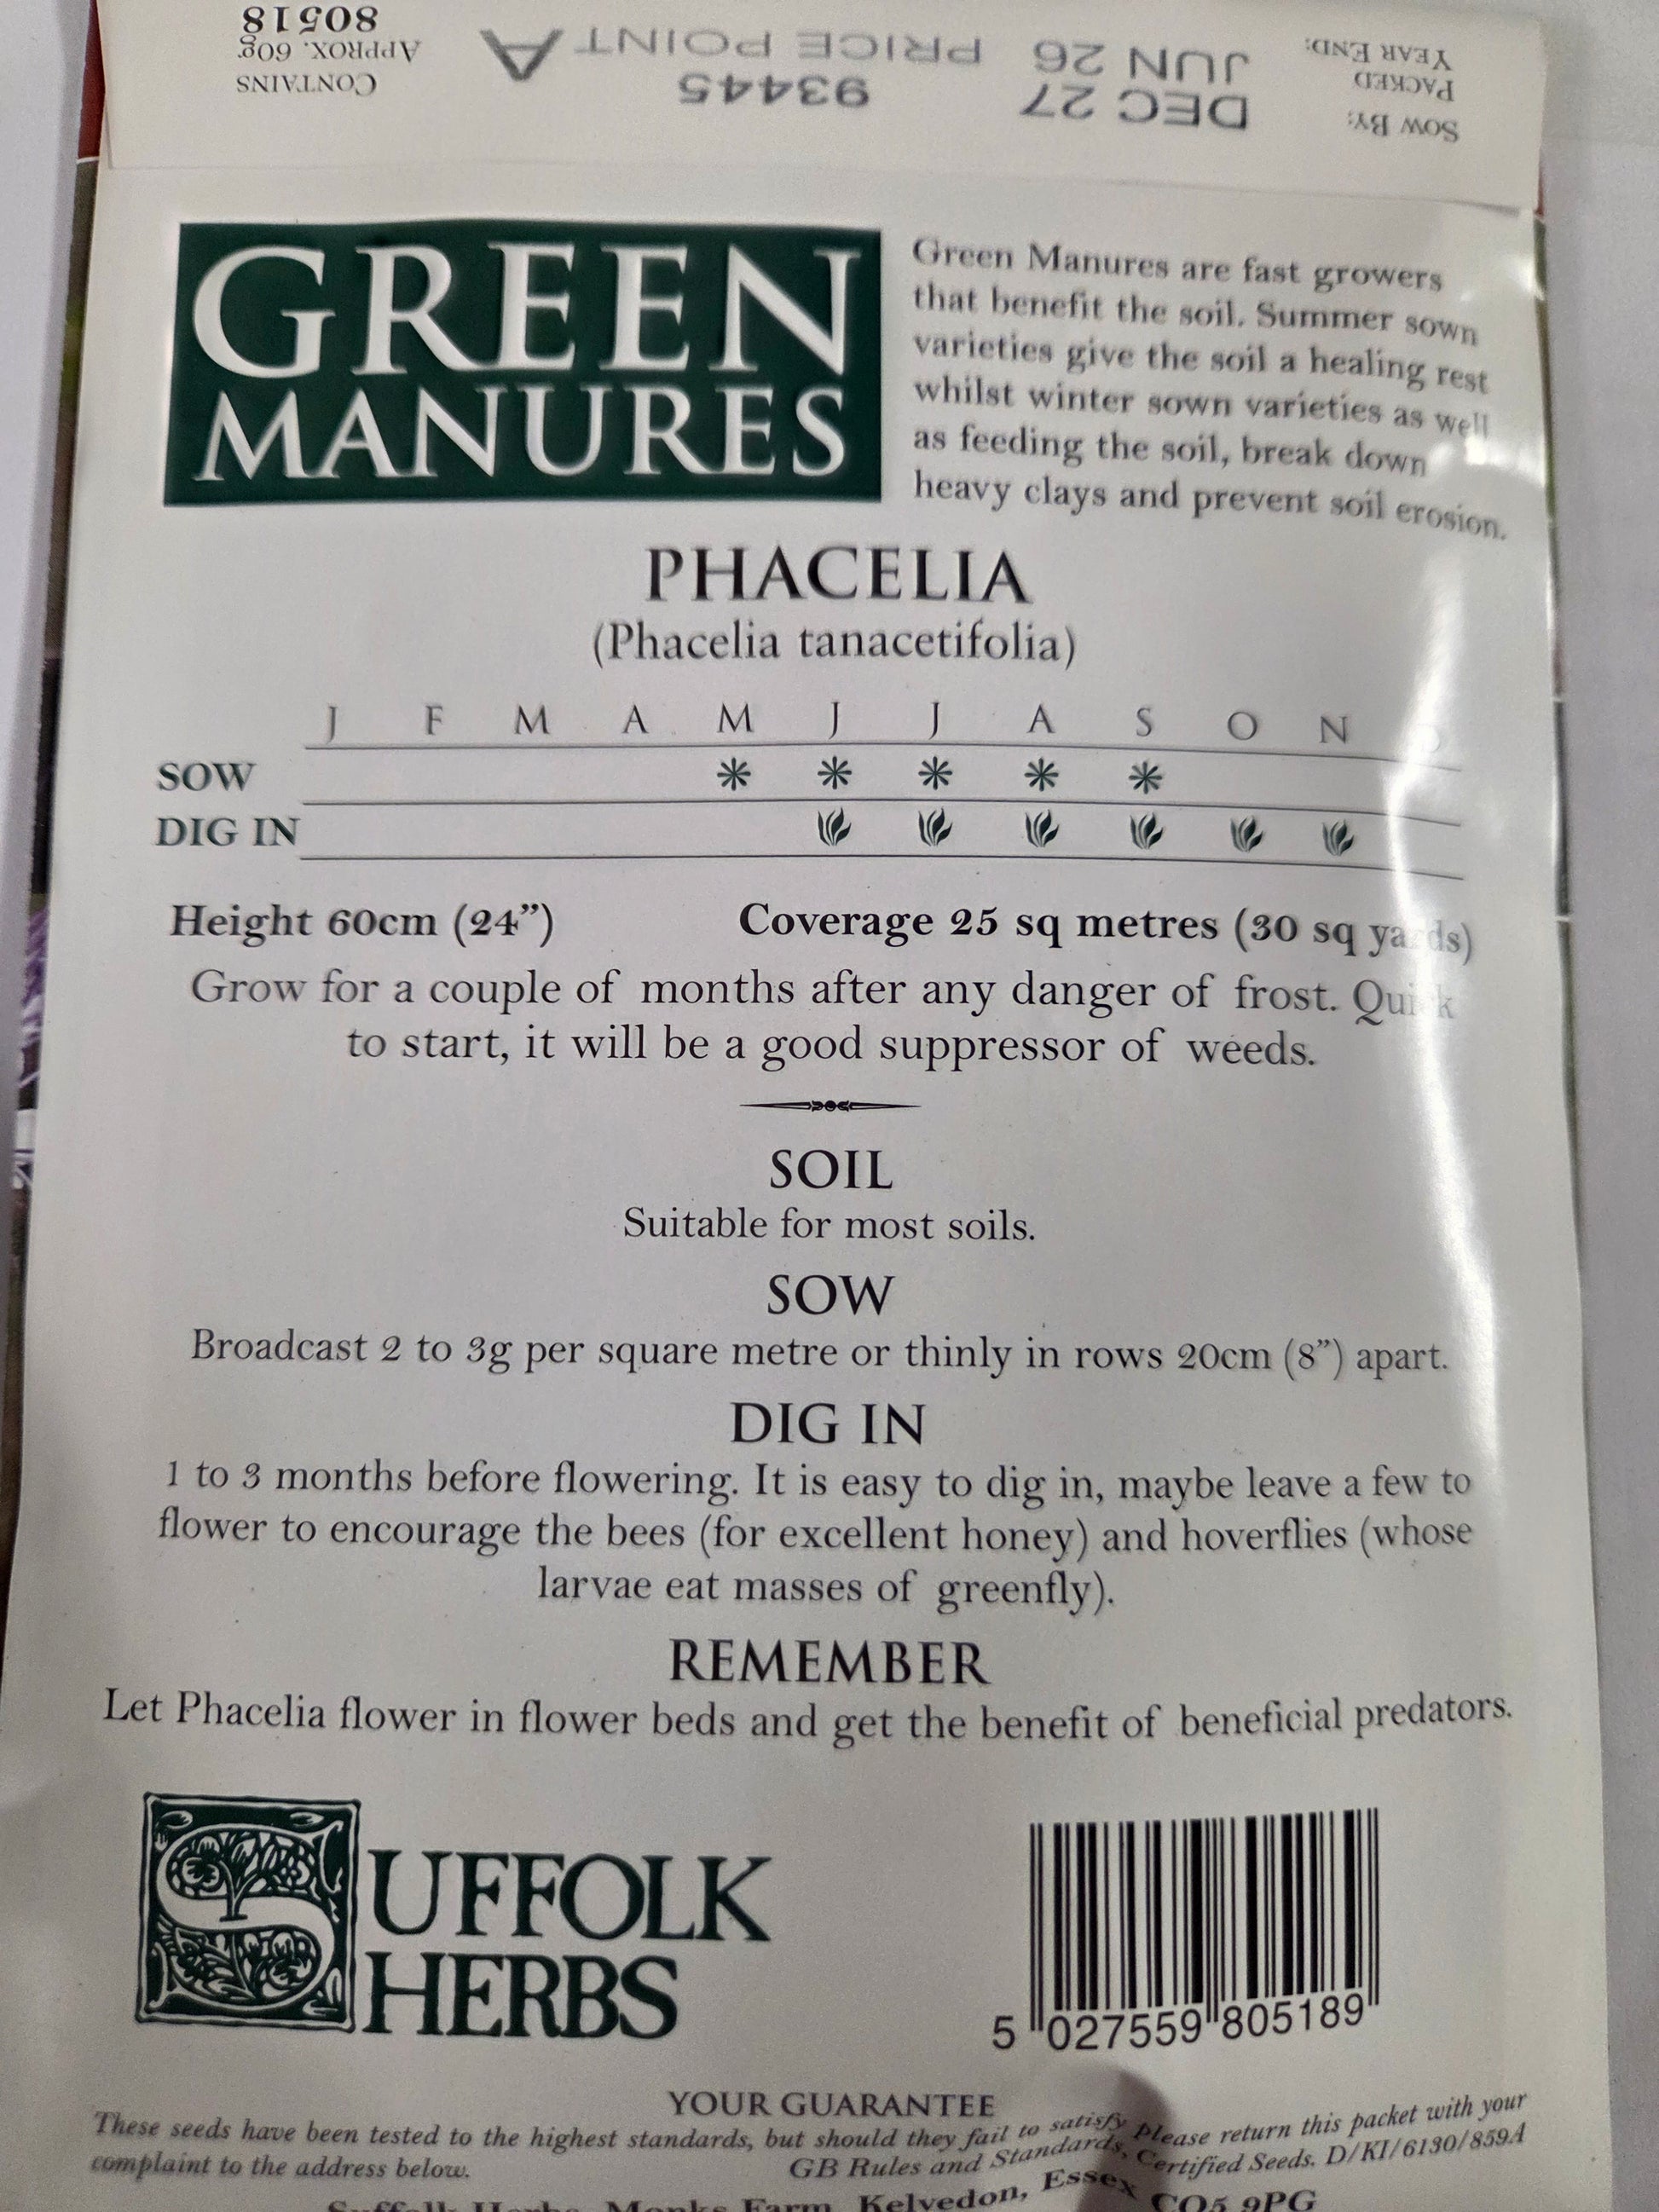 SOW BY: DEC 27
PACKED YEAR END: JUN 26
93445
PRICE POINT A
CONTAINS
APPROX. 60g
80518
GREEN
MANURES
Green Manures are fast growers
that benefit the soil. Summer sown
varieties give the soil a healing rest
whilst winter sown varieties as well
as feeding the soil, break down
heavy clays and prevent soil erosion.
PHACELIA
(Phacelia tanacetifolia)
J F M A M J J A S O N D
SOW
DIG IN
Height 60cm (24”) Coverage 25 sq metres (30 sq yards)
Grow for a couple of months after any danger of frost. Quick
to start, it will be a good suppressor of weeds.
SOIL
Suitable for most soils.
SOW
Broadcast 2 to 3g per square metre or thinly in rows 20cm (8”) apart.
DIG IN
1 to 3 months before flowering. It is easy to dig in, maybe leave a few to
flower to encourage the bees (for excellent honey) and hoverflies (whose
larvae eat masses of greenfly).
REMEMBER
Let Phacelia flower in flower beds and get the benefit of beneficial predators.
SUFFOLK
HERBS
5 027559 805189
YOUR GUARANTEE
These seeds have been tested to the highest standards, but should they fail to satisfy please return this packet with your
complaint to the address below. GB Rules and Standards, Certified Seeds. D/KI/6130/859A
Suffolk Herbs, Monks Farm, Kelvedon, Essex CO5 9PG